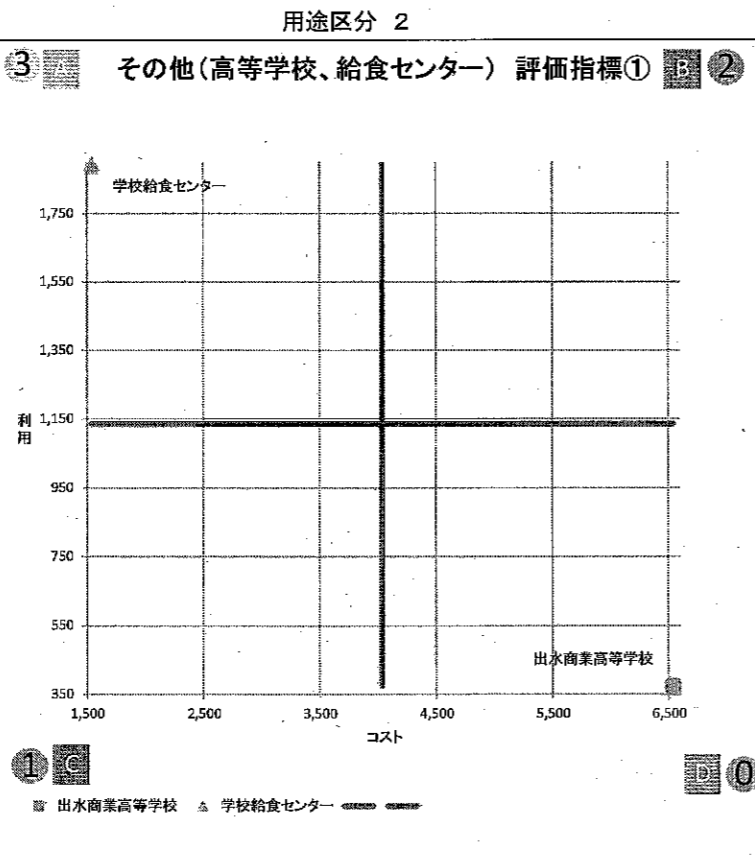 用途区分 2
③ A その他(高等学校、給食センター) 評価指標① B ②
学校給食センター
1,750
1,550
1,350
利用
1,150
950
750
550
出水商業高等学校
350
1,500 2,500 3,500 4,500 5,500 6,500
コスト
① C D 0
出水商業高等学校 学校給食センター